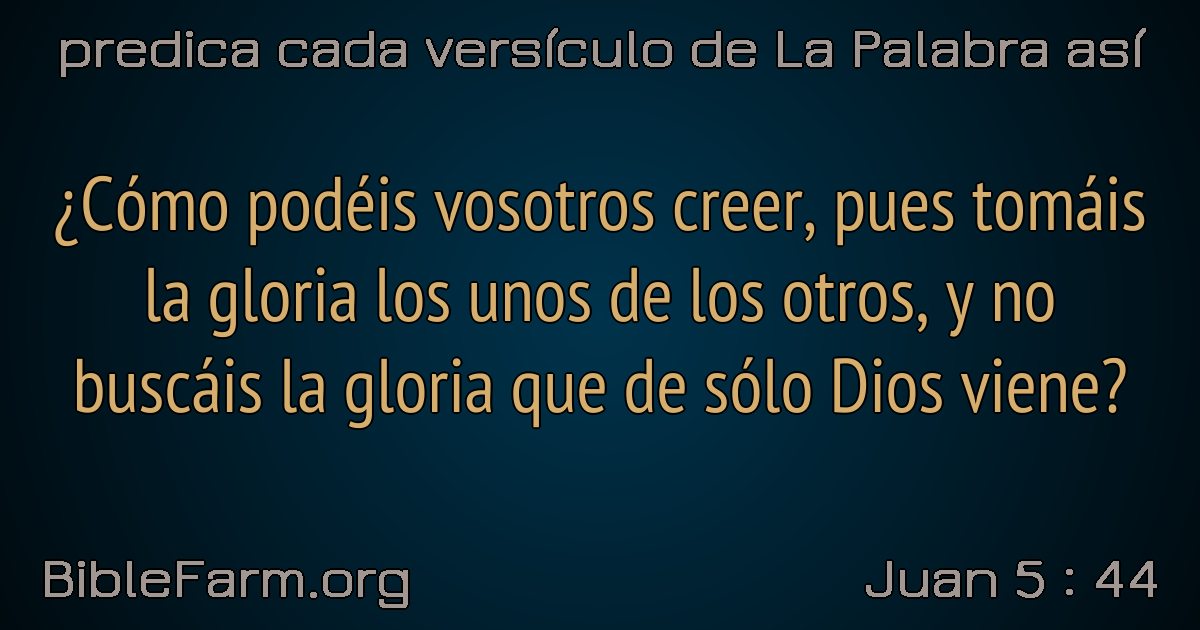 predica cada versículo de La Palabra así
¿Cómo podéis vosotros creer, pues tomáis
la gloria los unos de los otros, y no
buscáis la gloria que de sólo Dios viene?
BibleFarm.org
Juan 5 : 44